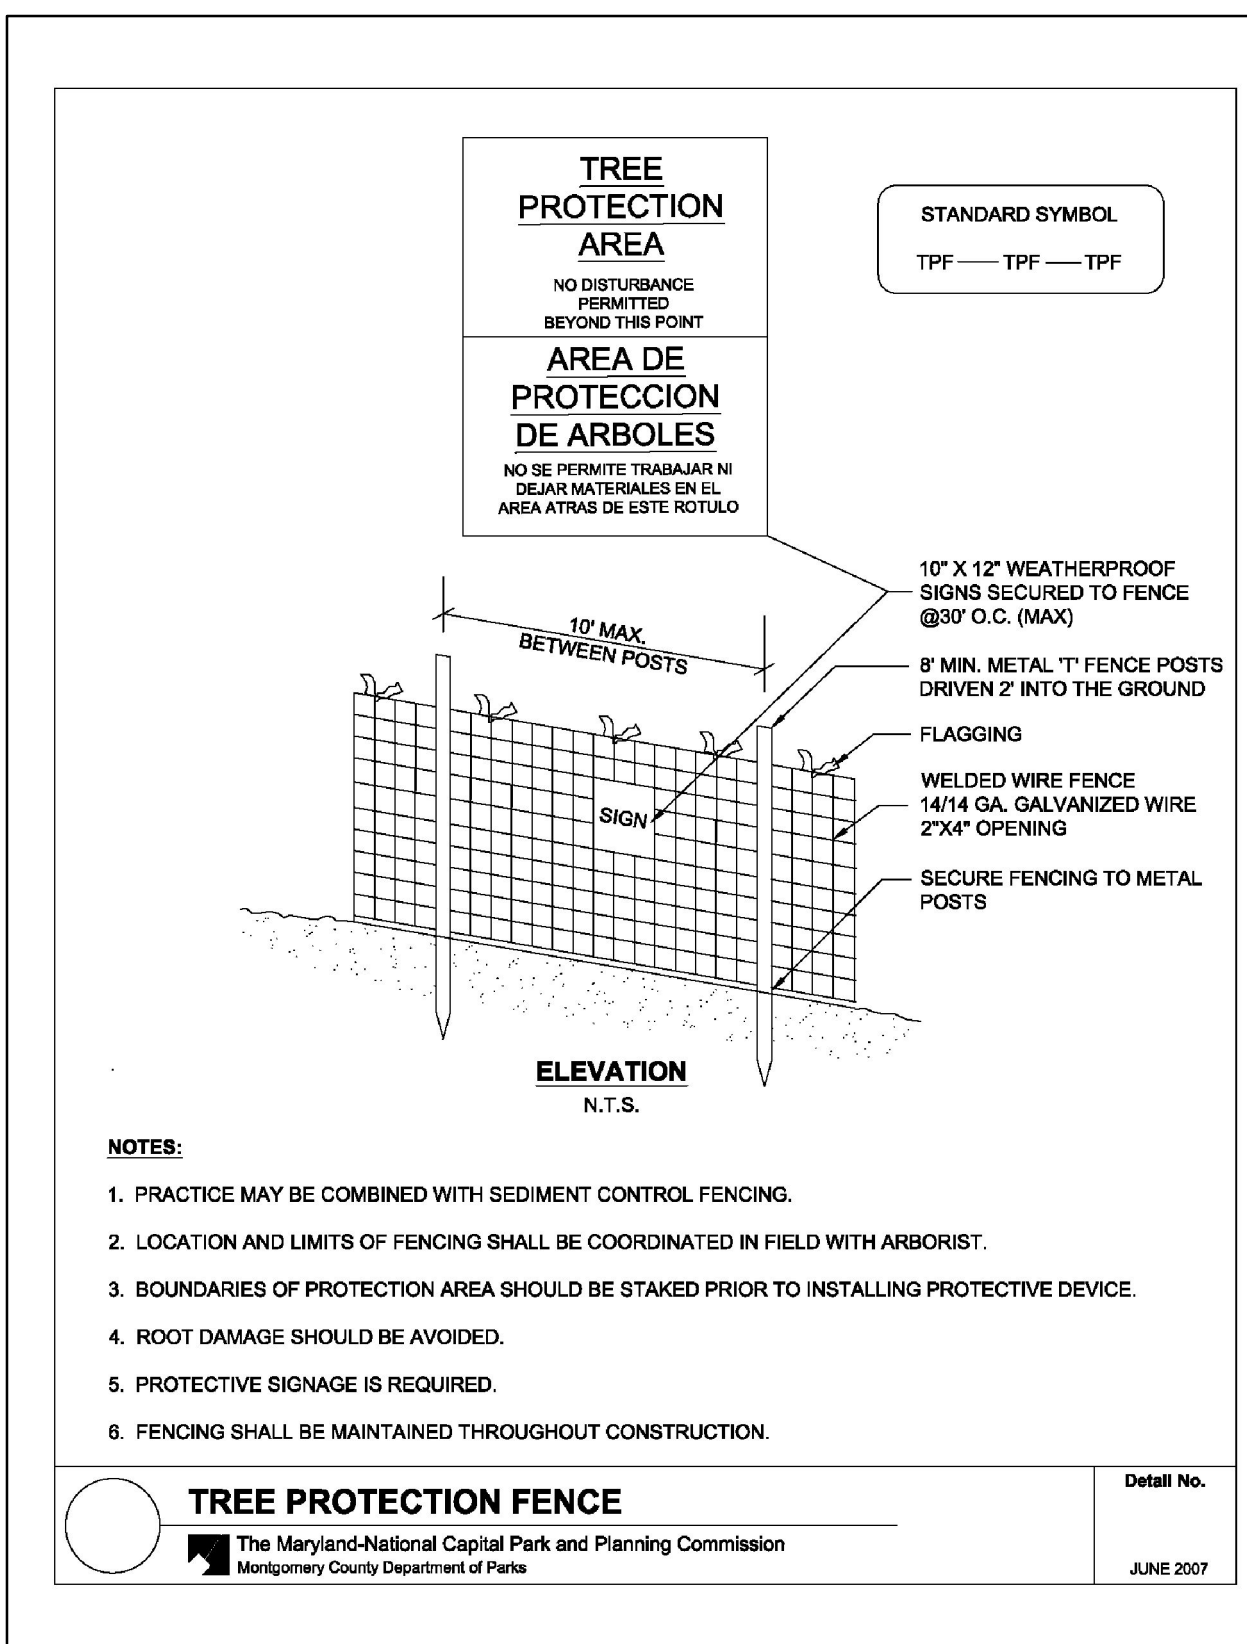 TREE
PROTECTION
AREA
NO DISTURBANCE
PERMITTED
BEYOND THIS POINT
AREA DE
PROTECCION
DE ARBOLES
NO SE PERMITE TRABAJAR NI
DEJAR MATERIALES EN EL
AREA ATRAS DE ESTE ROTULO
STANDARD SYMBOL
TPF —— TPF —— TPF
10" X 12" WEATHERPROOF
SIGNS SECURED TO FENCE
@30' O.C. (MAX)
10' MAX.
BETWEEN POSTS
8' MIN. METAL 'T' FENCE POSTS
DRIVEN 2' INTO THE GROUND
FLAGGING
WELDED WIRE FENCE
14/14 GA. GALVANIZED WIRE
2"X4" OPENING
SIGN
SECURE FENCING TO METAL
POSTS
ELEVATION
N.T.S.
NOTES:
1. PRACTICE MAY BE COMBINED WITH SEDIMENT CONTROL FENCING.
2. LOCATION AND LIMITS OF FENCING SHALL BE COORDINATED IN FIELD WITH ARBORIST.
3. BOUNDARIES OF PROTECTION AREA SHOULD BE STAKED PRIOR TO INSTALLING PROTECTIVE DEVICE.
4. ROOT DAMAGE SHOULD BE AVOIDED.
5. PROTECTIVE SIGNAGE IS REQUIRED.
6. FENCING SHALL BE MAINTAINED THROUGHOUT CONSTRUCTION.
TREE PROTECTION FENCE
The Maryland-National Capital Park and Planning Commission
Montgomery County Department of Parks
Detail No.
JUNE 2007